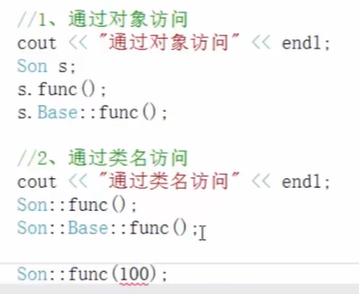 //1、通过对象访问
cout << "通过对象访问" << endl;
Son s;
s.func();
s.Base::func();
//2、通过类名访问
cout << "通过类名访问" << endl;
Son::func();
Son::Base::func();
Son::func(100);